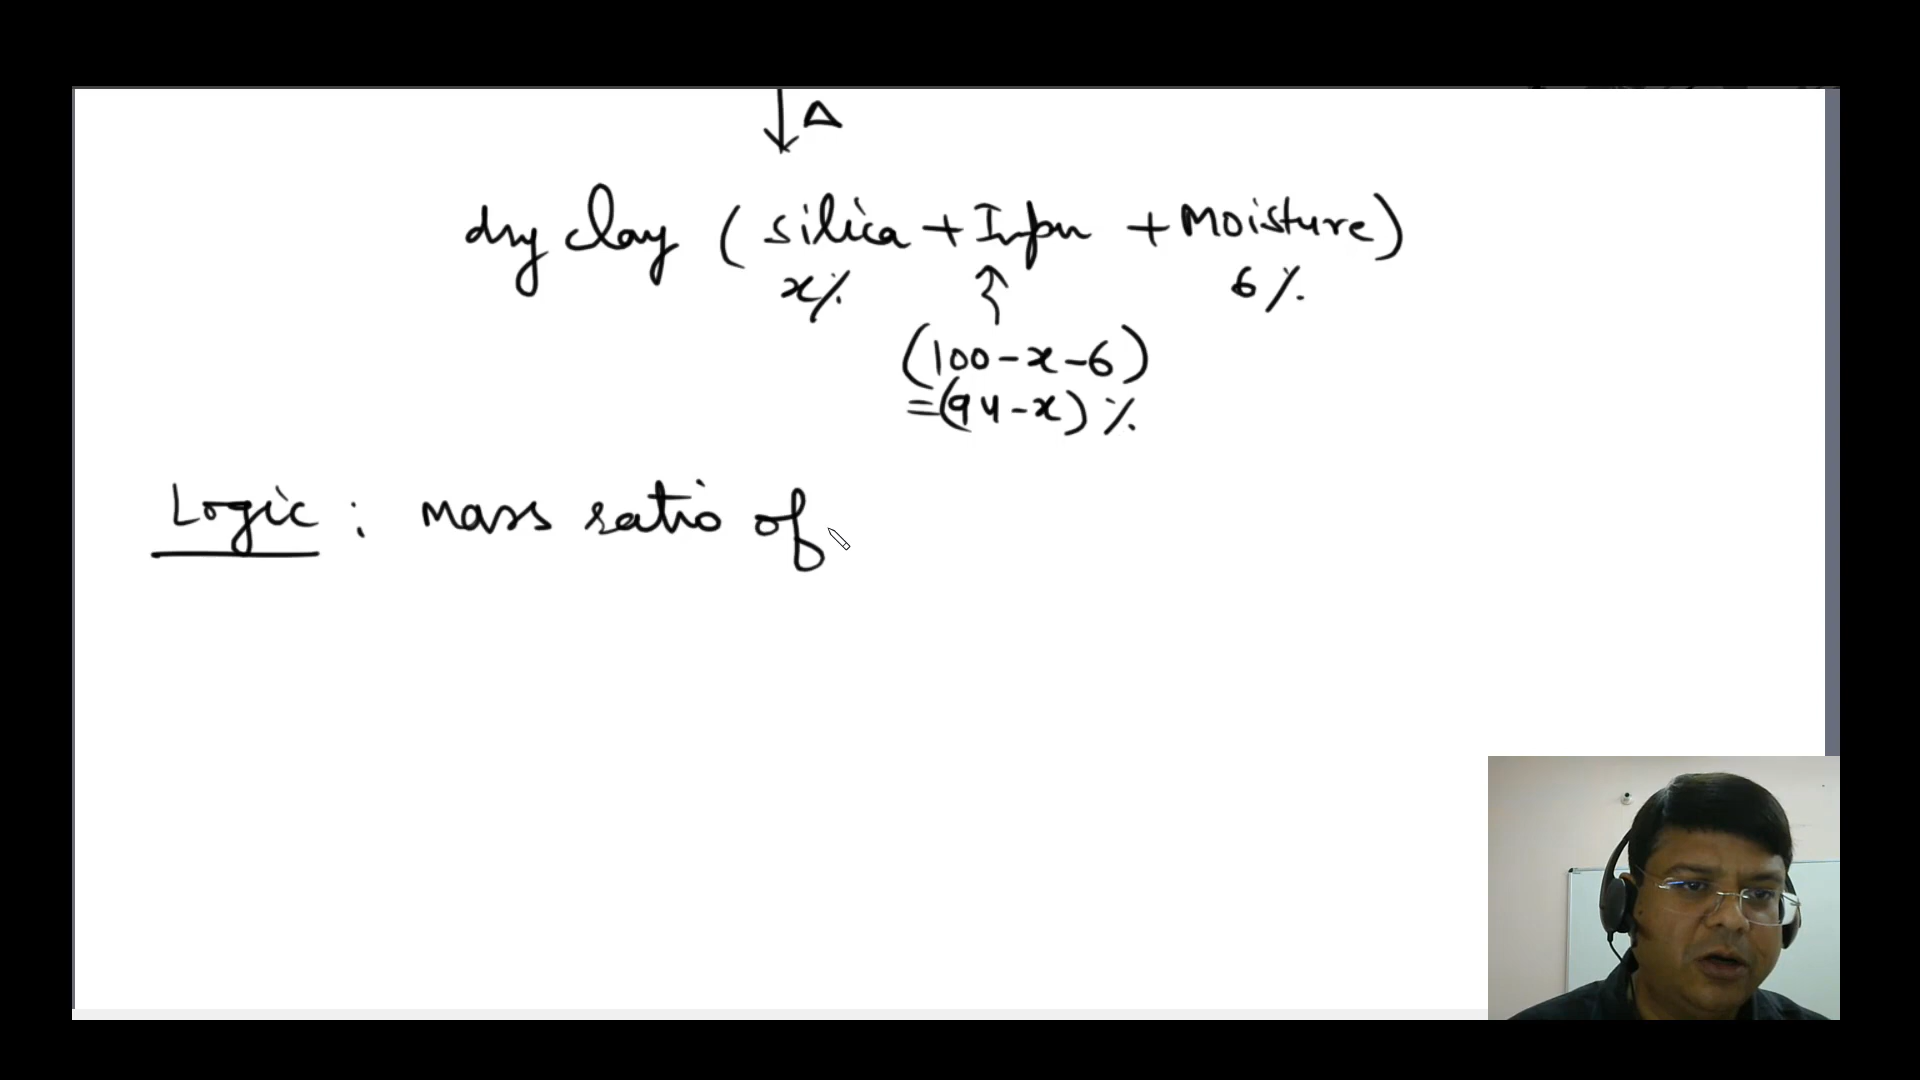 ↓ Δ
dry clay ( silica + Impu + Moisture )
x% 6 %.
(100 - x - 6)
= (94 - x) %.
Logic : mass ratio of